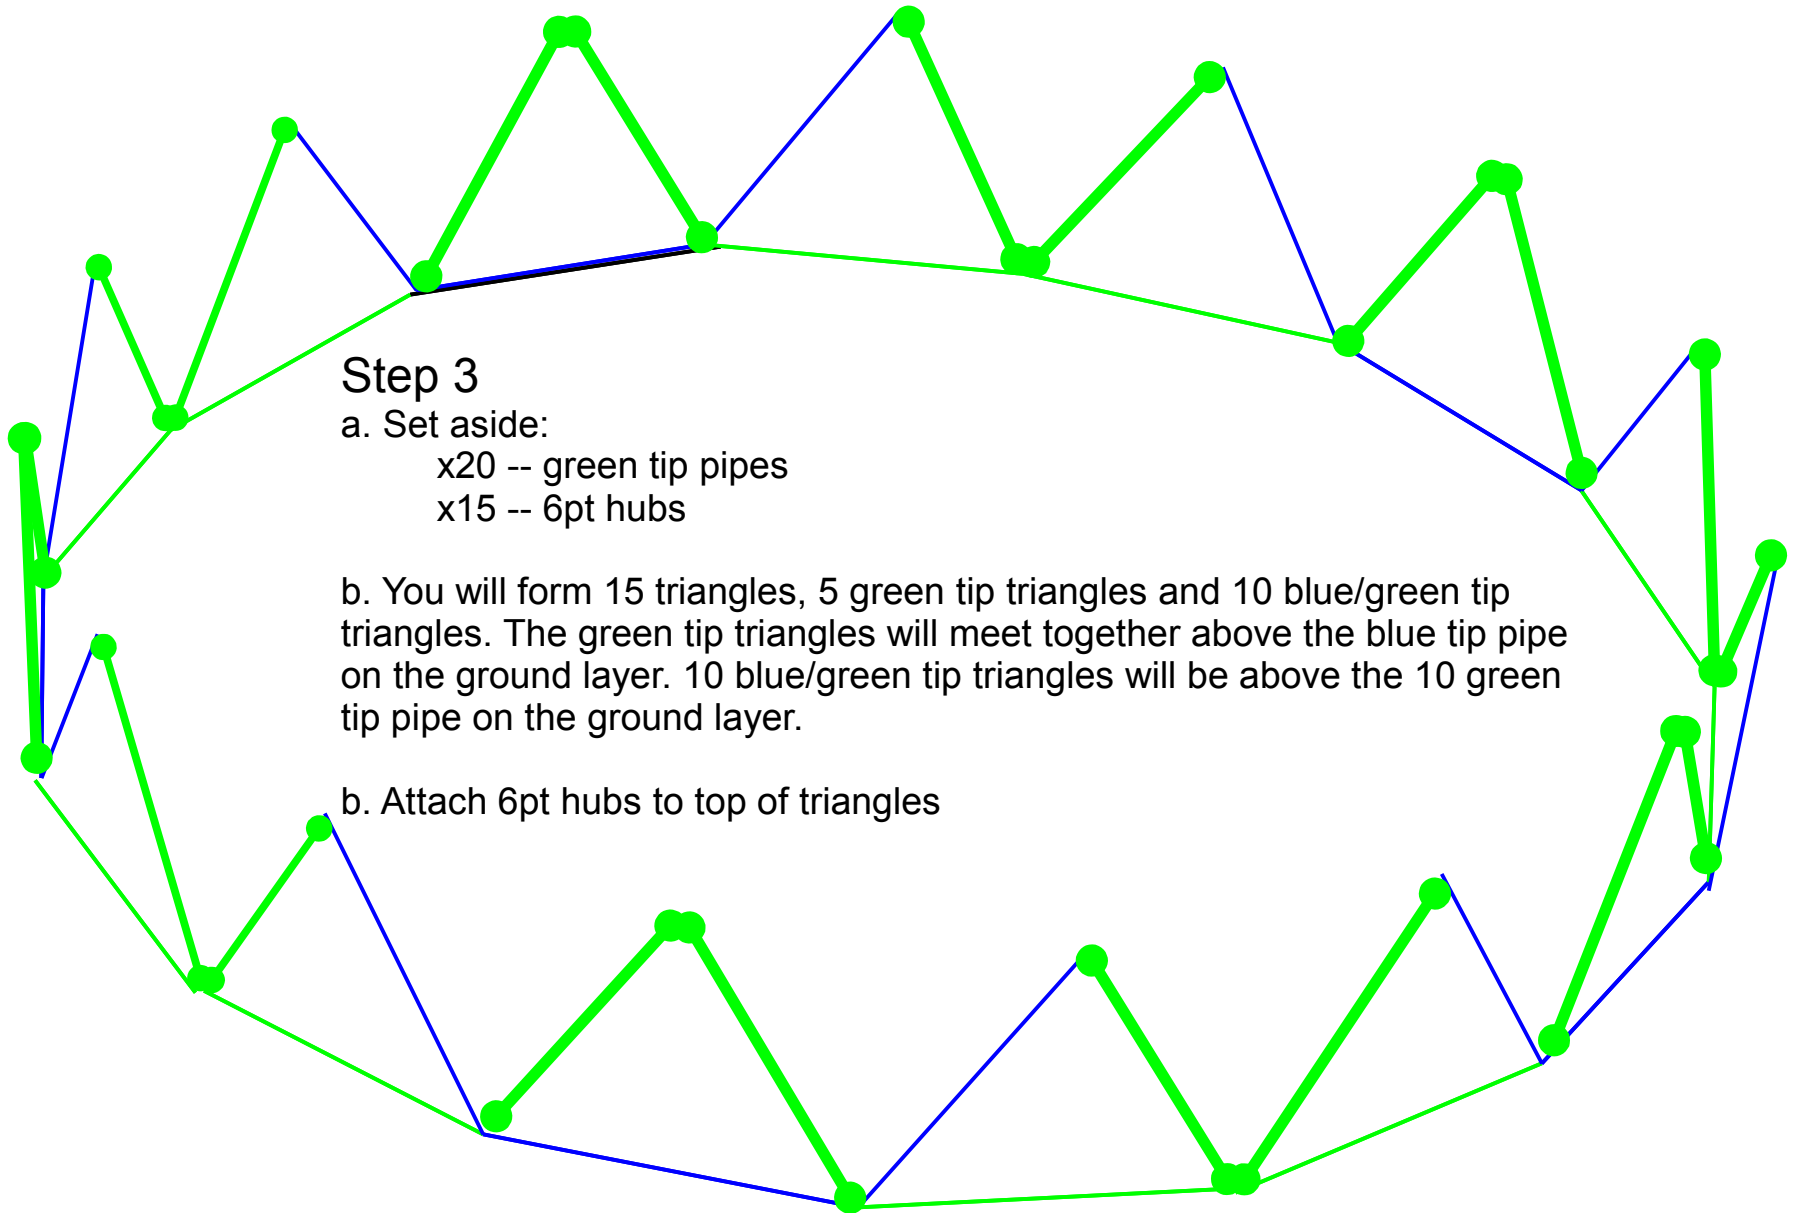 Step 3
a. Set aside:
x20 -- green tip pipes
x15 -- 6pt hubs
b. You will form 15 triangles, 5 green tip triangles and 10 blue/green tip
triangles. The green tip triangles will meet together above the blue tip pipe
on the ground layer. 10 blue/green tip triangles will be above the 10 green
tip pipe on the ground layer.
b. Attach 6pt hubs to top of triangles